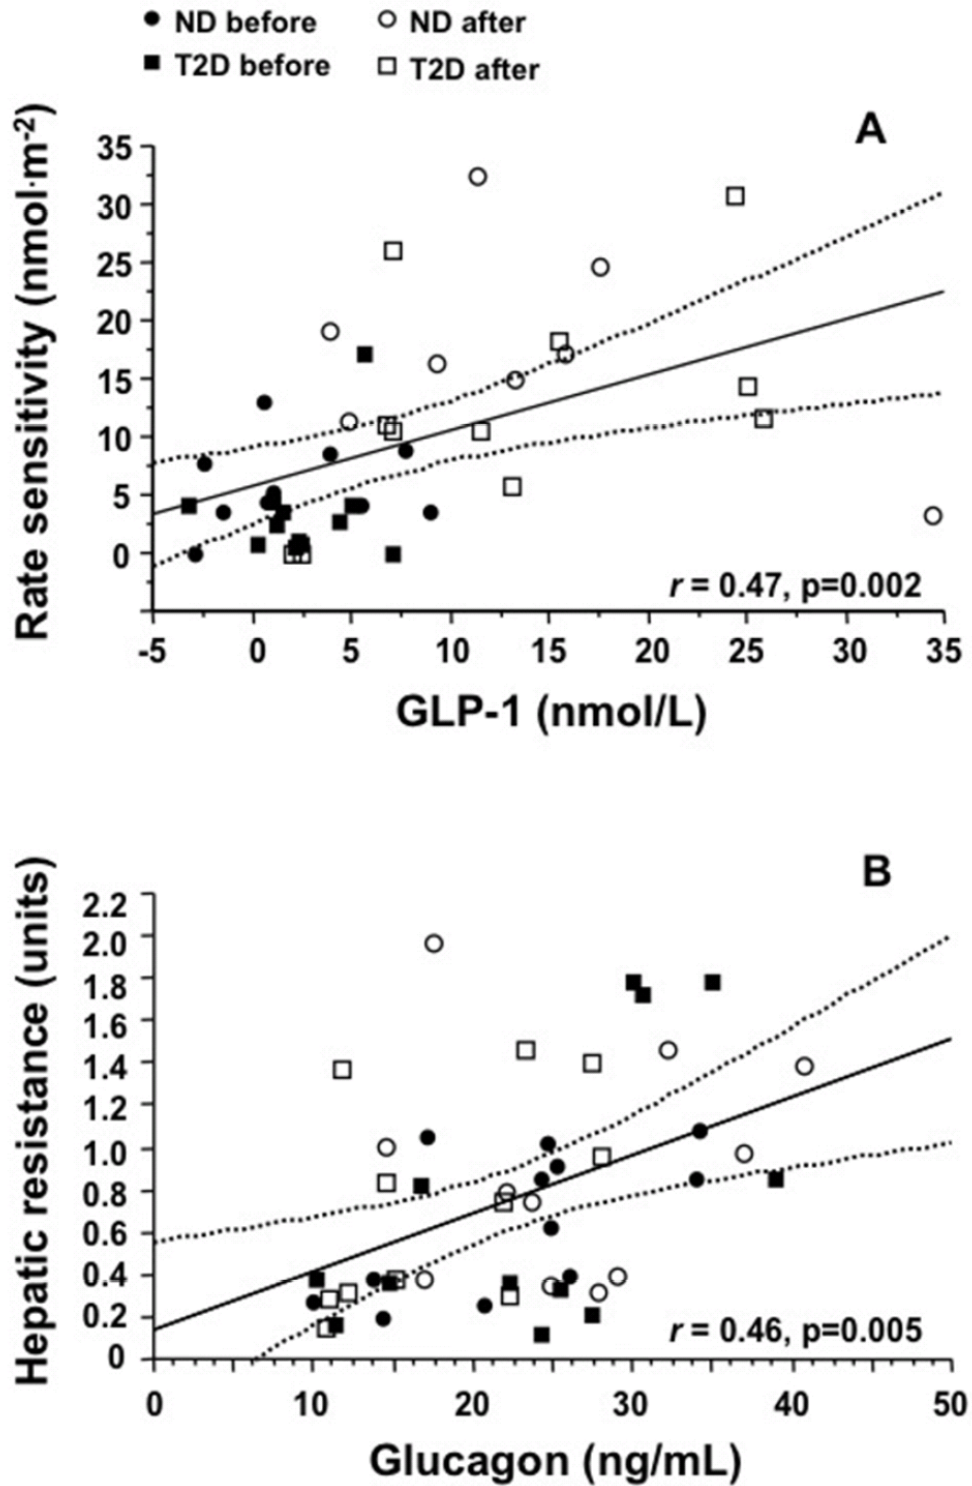 ND before ND after
T2D before T2D after
A
Rate sensitivity (nmol·m-2)
35
30
25
20
15
10
5
0
r = 0.47, p=0.002
-5 0 5 10 15 20 25 30 35
GLP-1 (nmol/L)
B
Hepatic resistance (units)
2.2
2.0
1.8
1.6
1.4
1.2
1.0
0.8
0.6
0.4
0.2
0
r = 0.46, p=0.005
0 10 20 30 40 50
Glucagon (ng/mL)